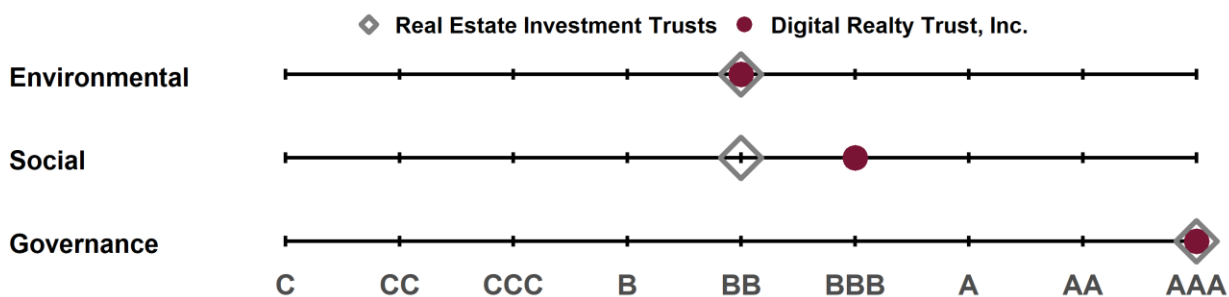 Real Estate Investment Trusts Digital Realty Trust, Inc.
Environmental
Social
Governance
C CC CCC B BB BBB A AA AAA